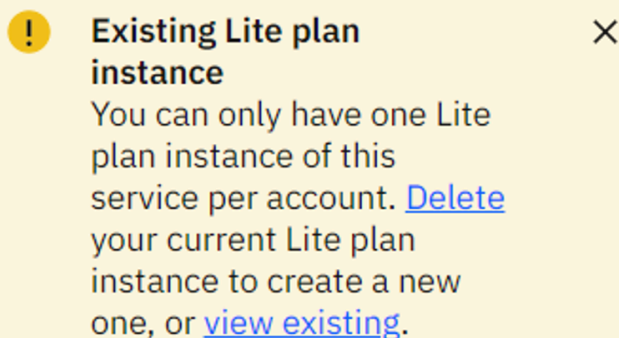 Existing Lite plan
instance
You can only have one Lite
plan instance of this
service per account. Delete
your current Lite plan
instance to create a new
one, or view existing.